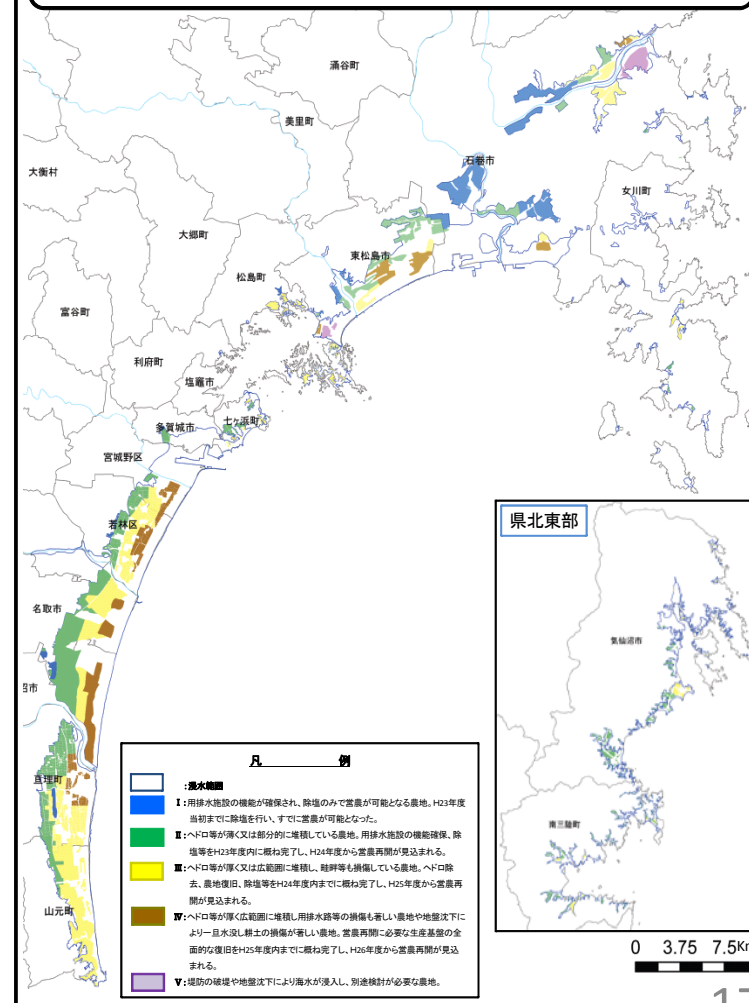 涌谷町
美里町
大衡村
石巻市
女川町
大郷町
東松島市
松島町
富谷町
利府町
塩竈市
多賀城市
七ヶ浜町
宮城野区
若林区
県北東部
名取市
気仙沼市
沼市
亘理町
南三陸町
山元町
凡 例
:浸水範囲
Ⅰ:用排水施設の機能が確保され、除塩のみで営農が可能となる農地。H23年度
当初までに除塩を行い、すでに営農が可能となった。
Ⅱ:ヘドロ等が薄く又は部分的に堆積している農地。用排水施設の機能確保、除
塩等をH23年度内に概ね完了し、H24年度から営農再開が見込まれる。
Ⅲ:ヘドロ等が厚く又は広範囲に堆積し、畦畔等も損傷している農地。ヘドロ除
去、農地復旧、除塩等をH24年度内までに概ね完了し、H25年度から営農再
開が見込まれる。
Ⅳ:ヘドロ等が厚く広範囲に堆積し用排水路等の損傷も著しい農地や地盤沈下に
より一旦水没し耕土の損傷が著しい農地。営農再開に必要な生産基盤の全
面的な復旧をH25年度内までに概ね完了し、H26年度から営農再開が見込
まれる。
Ⅴ:堤防の破堤や地盤沈下により海水が浸入し、別途検討が必要な農地。
0 3.75 7.5Km